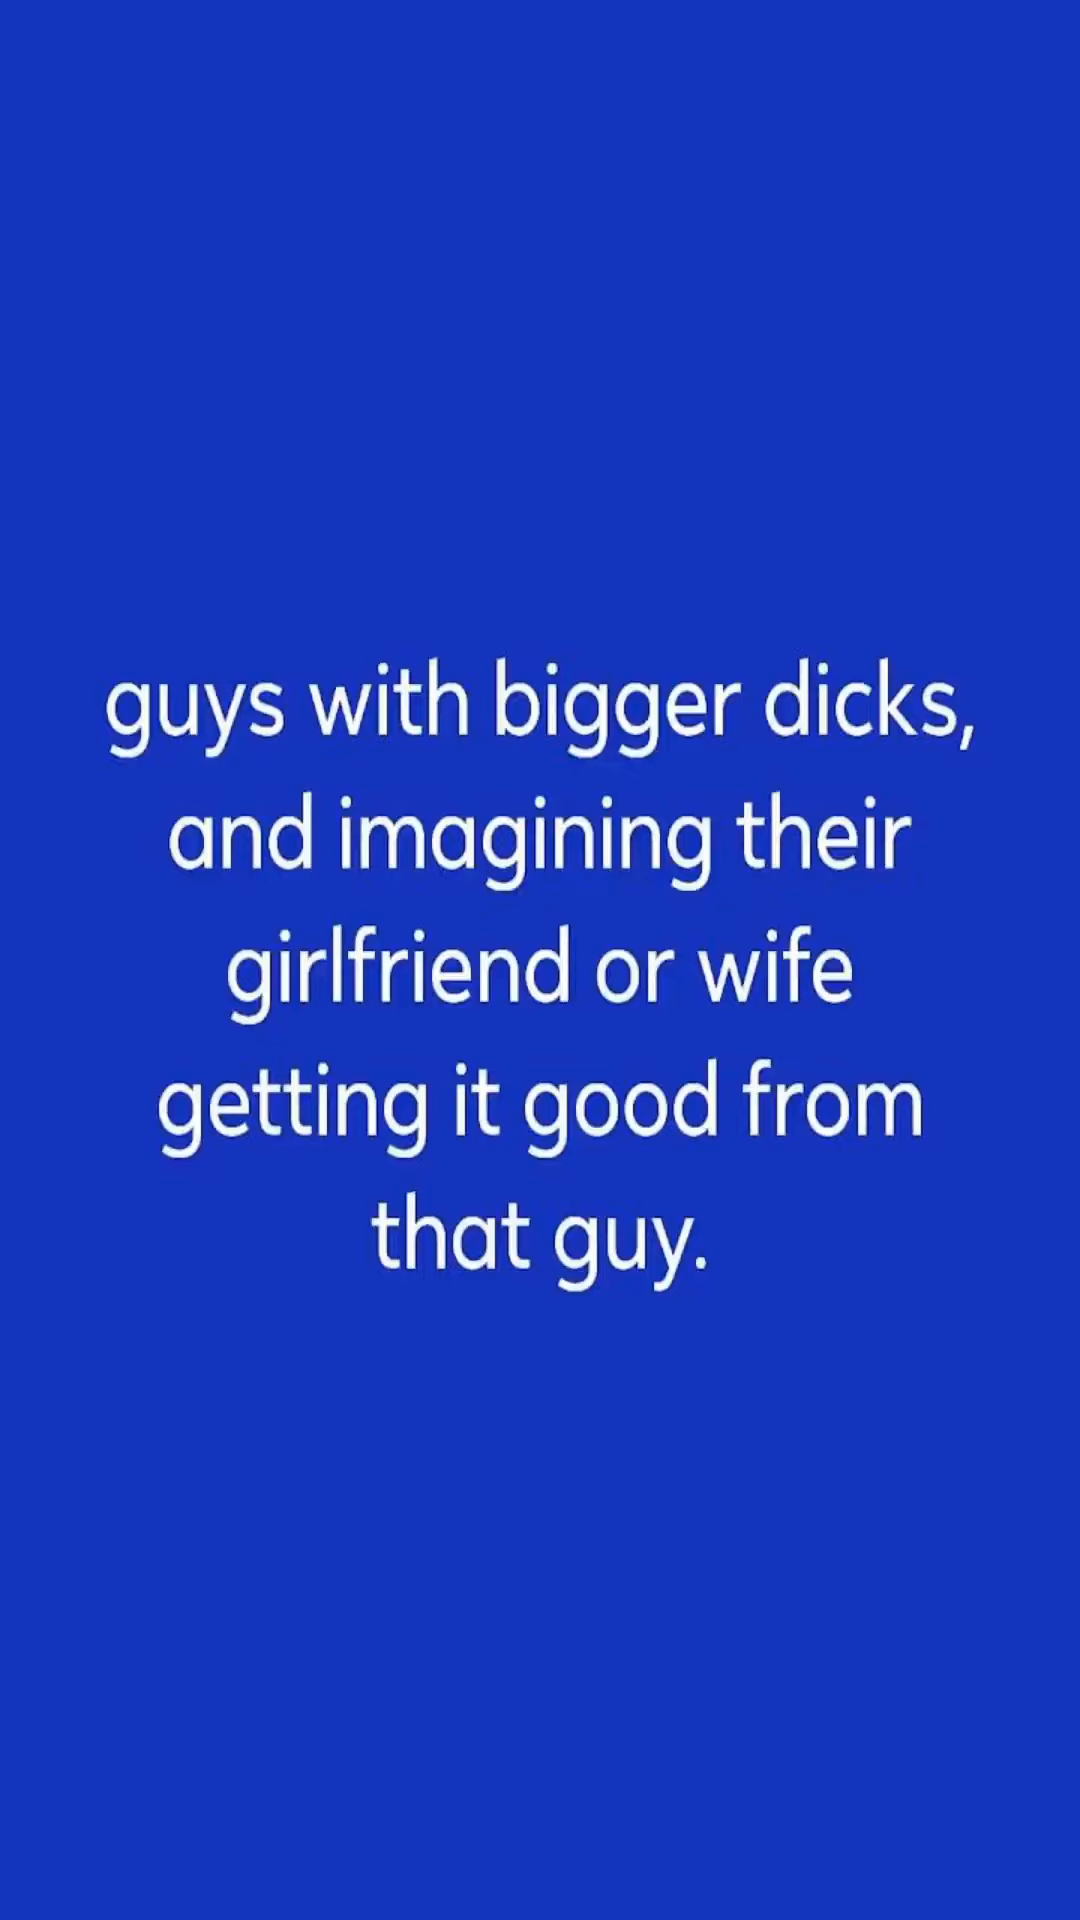 guys with bigger dicks,
and imagining their
girlfriend or wife
getting it good from
that guy.